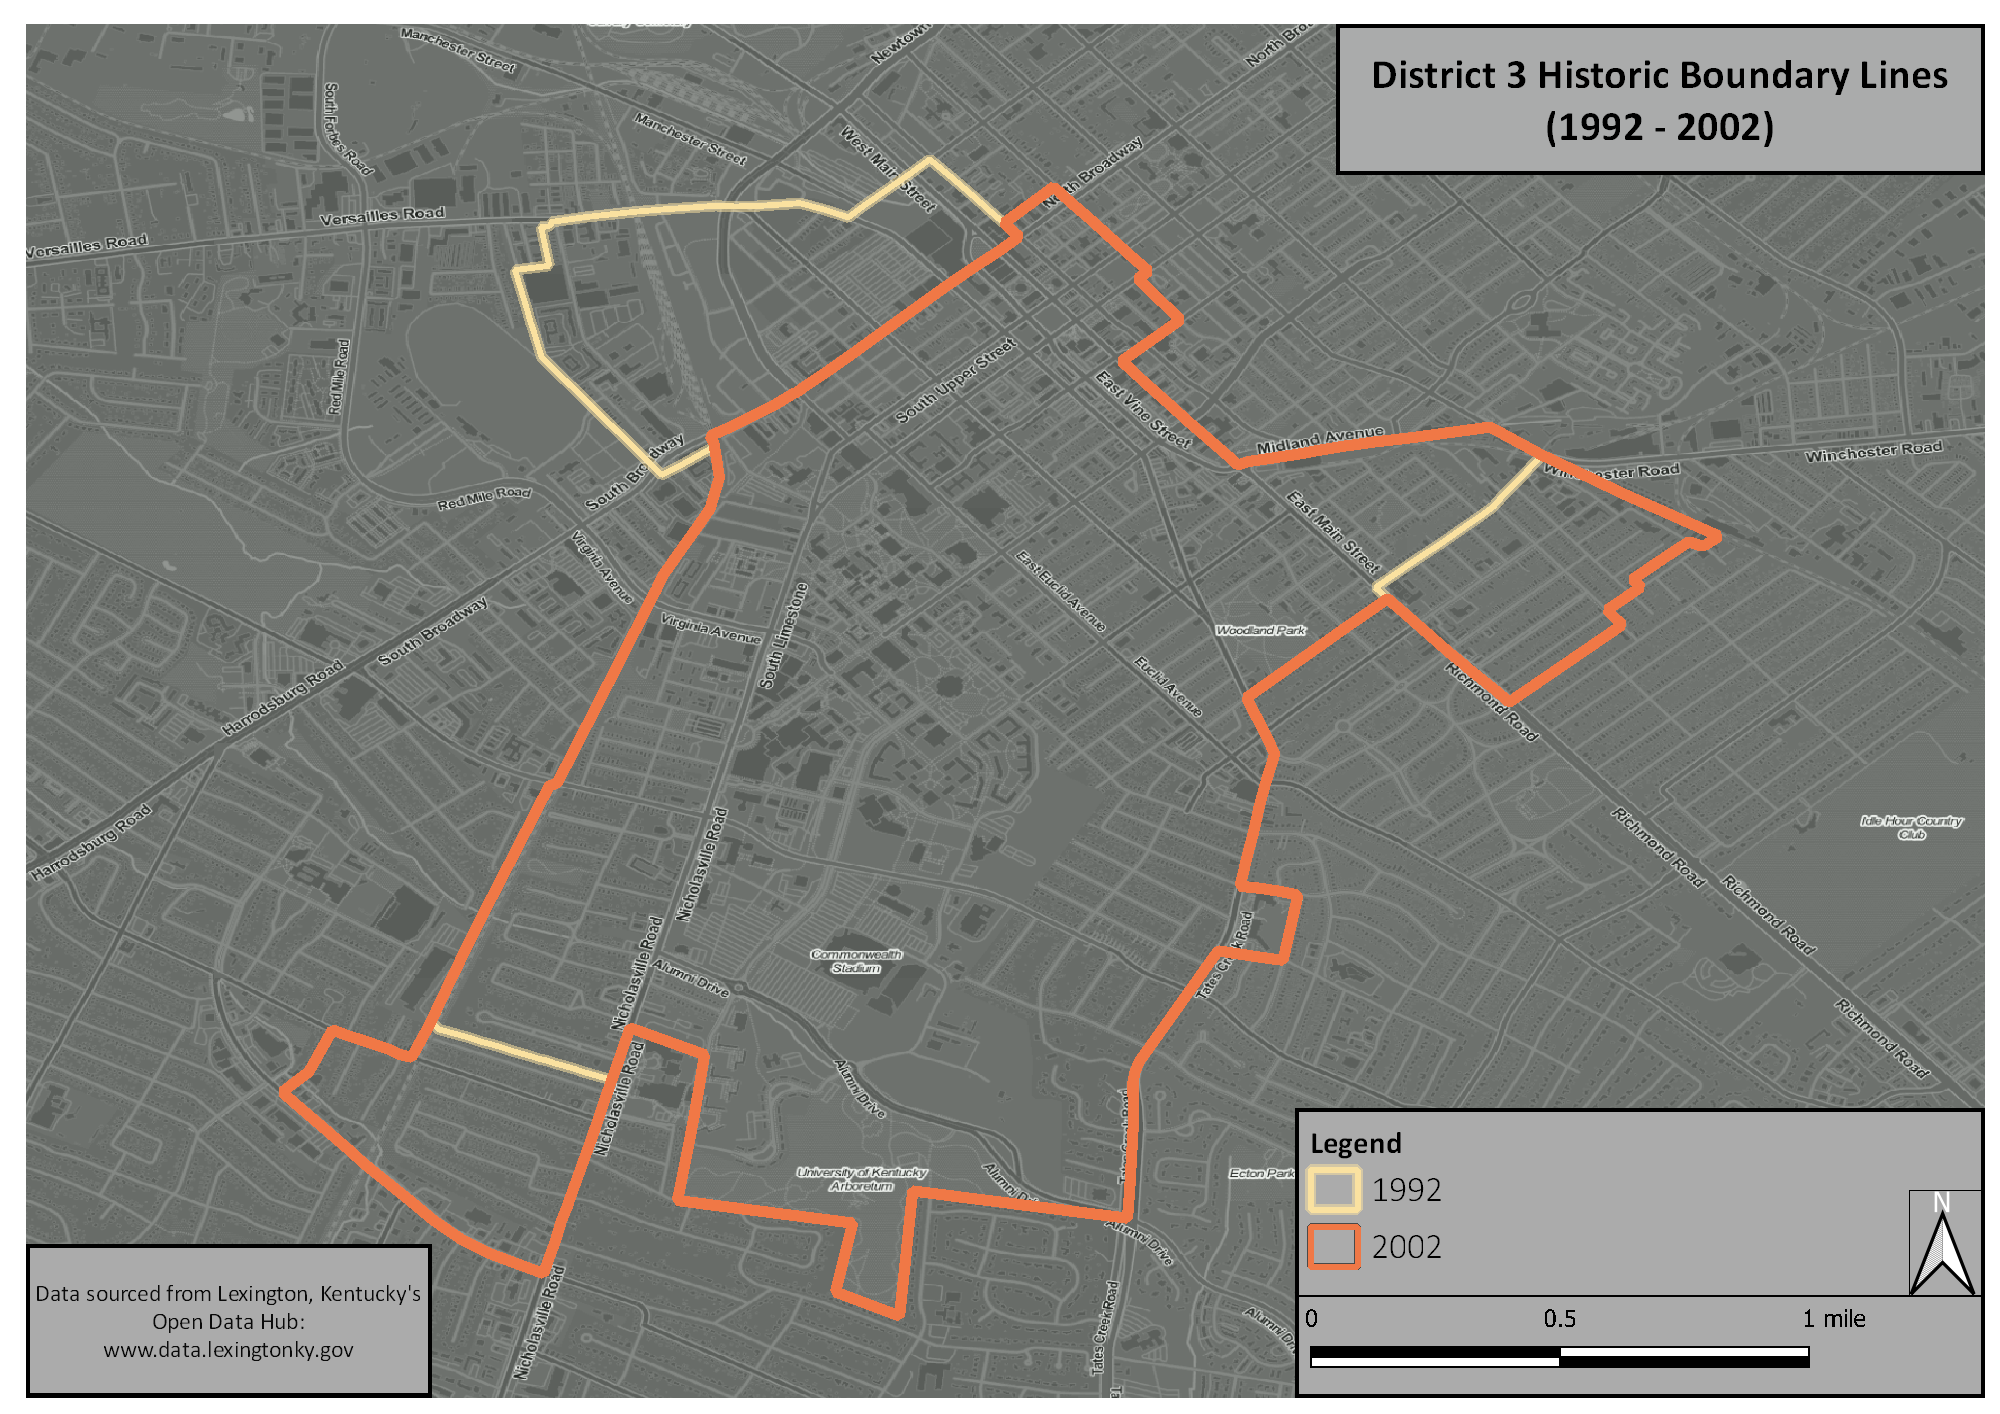 District 3 Historic Boundary Lines
(1992 - 2002)
Manchester Street
Newtown
North Bro
South Forbes Road
Manchester Street
West Main Street
North Broadway
Versailles Road
Versailles Road
Red Mile Road
South Upper Street
East Vine Street
Midland Avenue
Winchester Road
Winchester Road
South Broadway
Red Mile Road
East Main Street
Virginia Avenue
East Euclid Avenue
Virginia Avenue
South Limestone
Woodland Park
South Broadway
Harrodsburg Road
Euclid Avenue
Richmond Road
Harrodsburg Road
Nicholasville Road
Richmond Road
Idle Hour Country
Club
Richmond Road
Nicholasville Road
Commonwealth
Stadium
Tates Creek Road
Alumni Drive
Richmond Road
Nicholasville Road
Alumni Drive
Tates Creek Road
University of Kentucky
Arboretum
Alumni Dr
Ecton Park
Alumni Drive
Nicholasville Road
Tates Creek Road
Alumni Dri
Legend
1992
2002
N
0 0.5 1 mile
Data sourced from Lexington, Kentucky's
Open Data Hub:
www.data.lexingtonky.gov